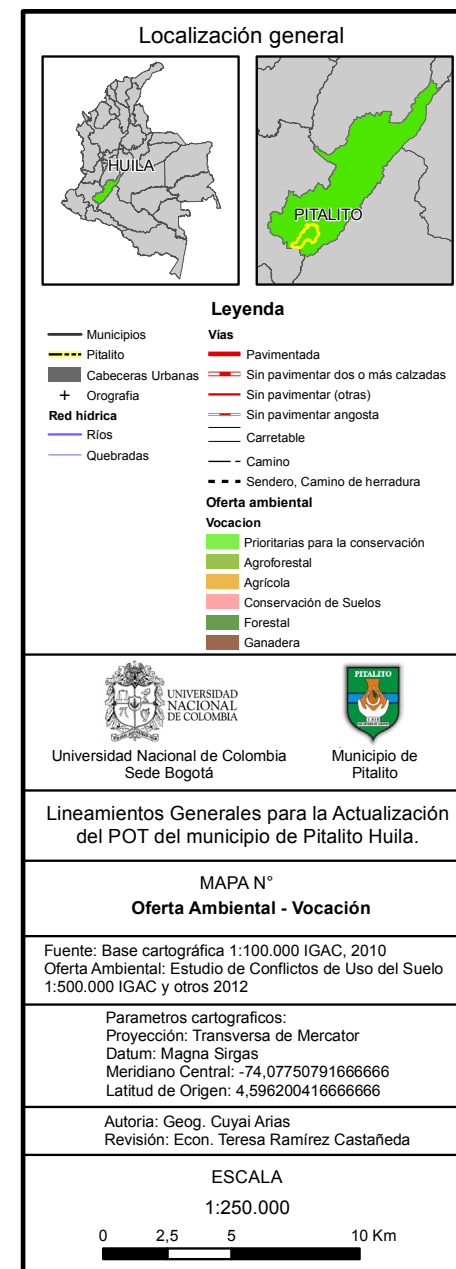 Localización general
HUILA
PITALITO
Leyenda
Municipios
Pitalito
Cabeceras Urbanas
Orografia
Red hídrica
Ríos
Quebradas
Vías
Pavimentada
Sin pavimentar dos o más calzadas
Sin pavimentar (otras)
Sin pavimentar angosta
Carretable
Camino
Sendero, Camino de herradura
Oferta ambiental
Vocacion
Prioritarias para la conservación
Agroforestal
Agrícola
Conservación de Suelos
Forestal
Ganadera
UNIVERSIDAD
NACIONAL
DE COLOMBIA
Universidad Nacional de Colombia
Sede Bogotá
PITALITO
Municipio de
Pitalito
Lineamientos Generales para la Actualización
del POT del municipio de Pitalito Huila.
MAPA N°
Oferta Ambiental - Vocación
Fuente: Base cartográfica 1:100.000 IGAC, 2010
Oferta Ambiental: Estudio de Conflictos de Uso del Suelo
1:500.000 IGAC y otros 2012
Parametros cartograficos:
Proyección: Transversa de Mercator
Datum: Magna Sirgas
Meridiano Central: -74,07750791666666
Latitud de Origen: 4,596200416666666
Autoria: Geog. Cuyai Arias
Revisión: Econ. Teresa Ramírez Castañeda
ESCALA
1:250.000
0 2,5 5 10 Km